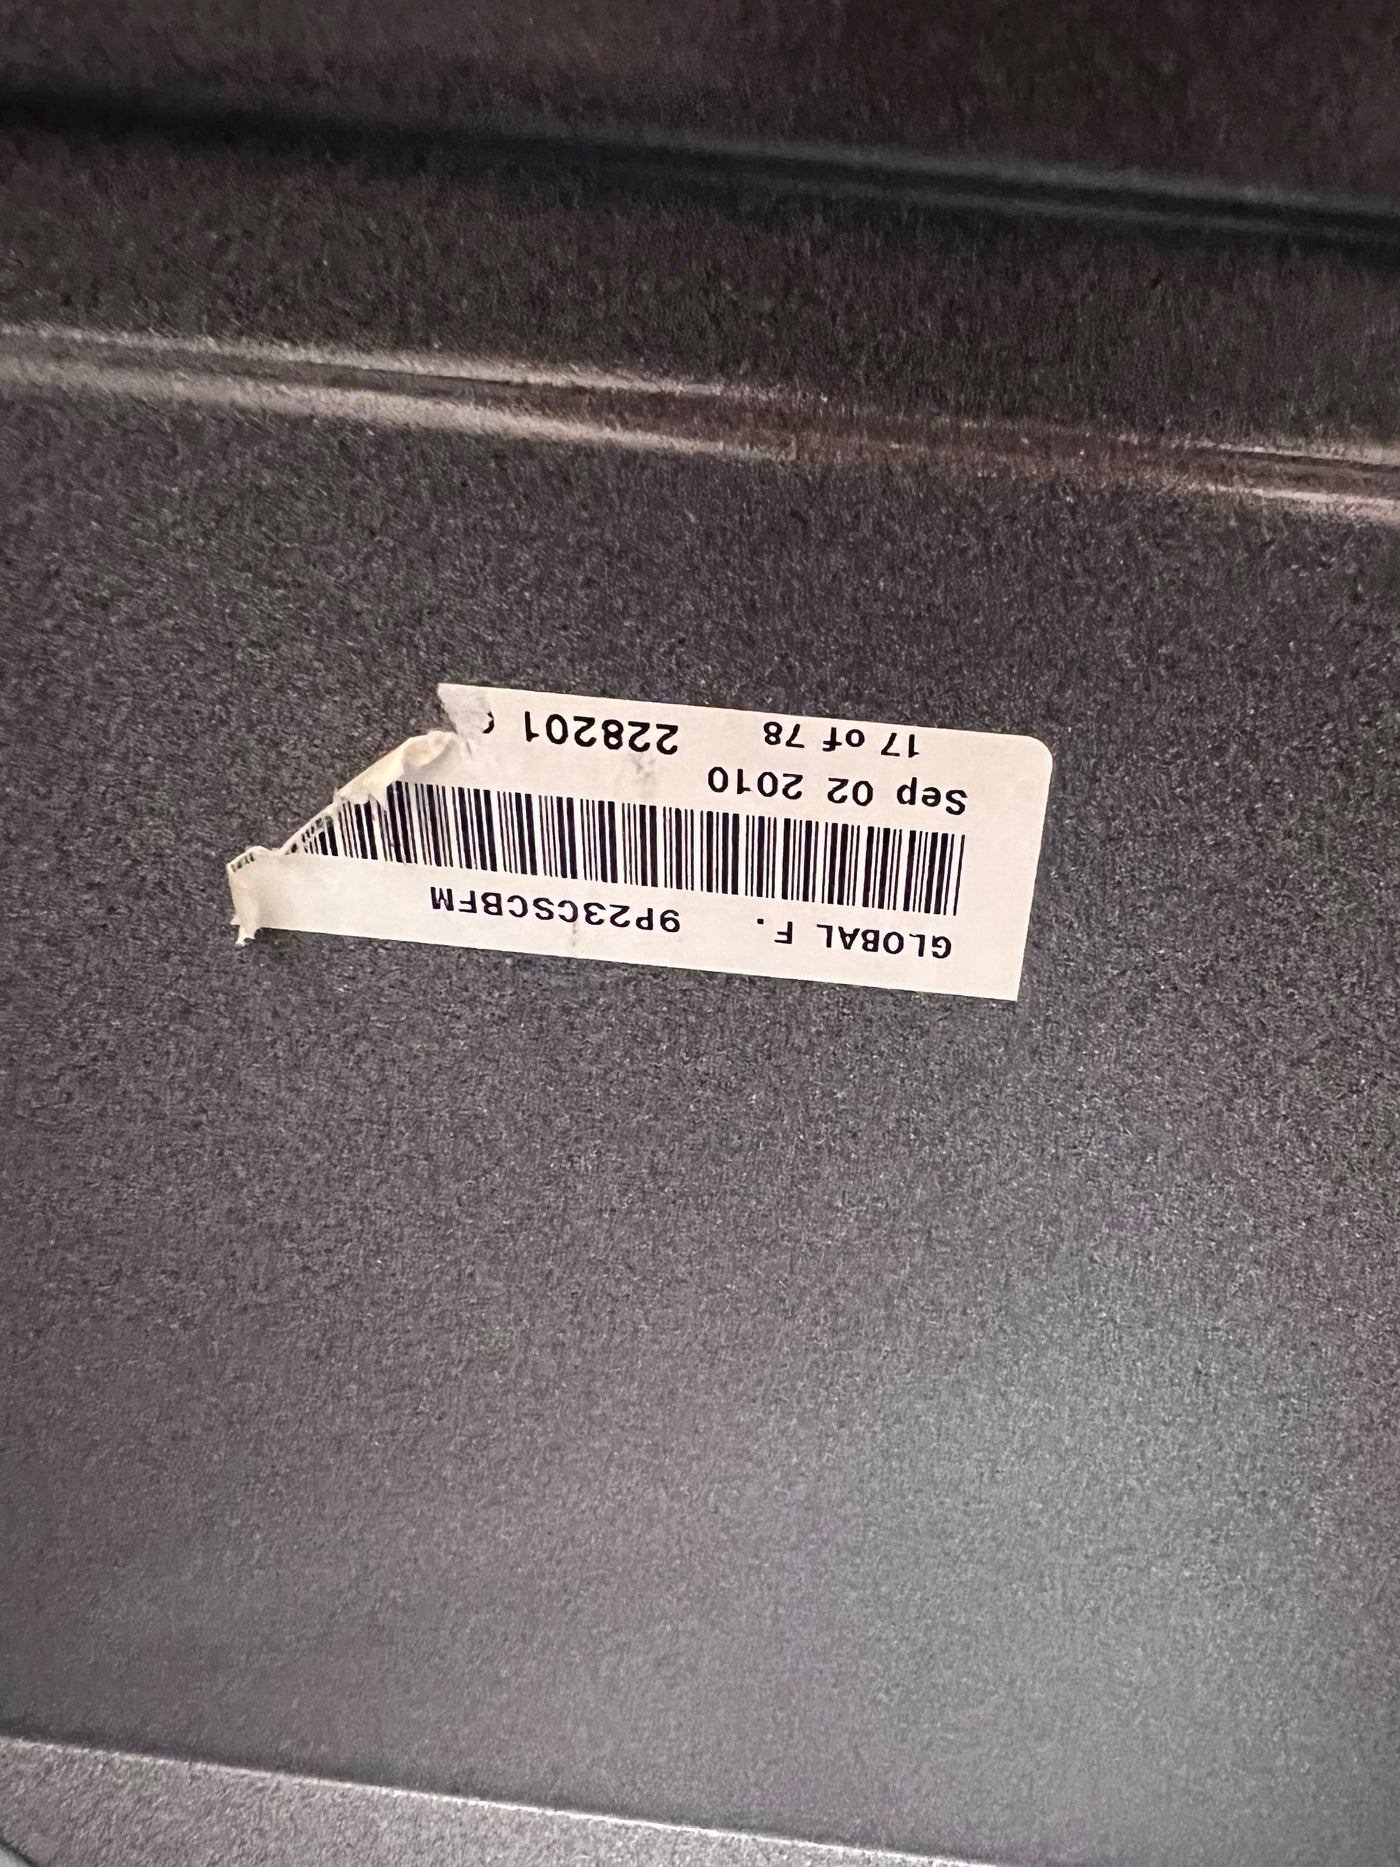 GLOBAL F. 9P23CSCBFM
Sep 02 2010
17 of 78 228201